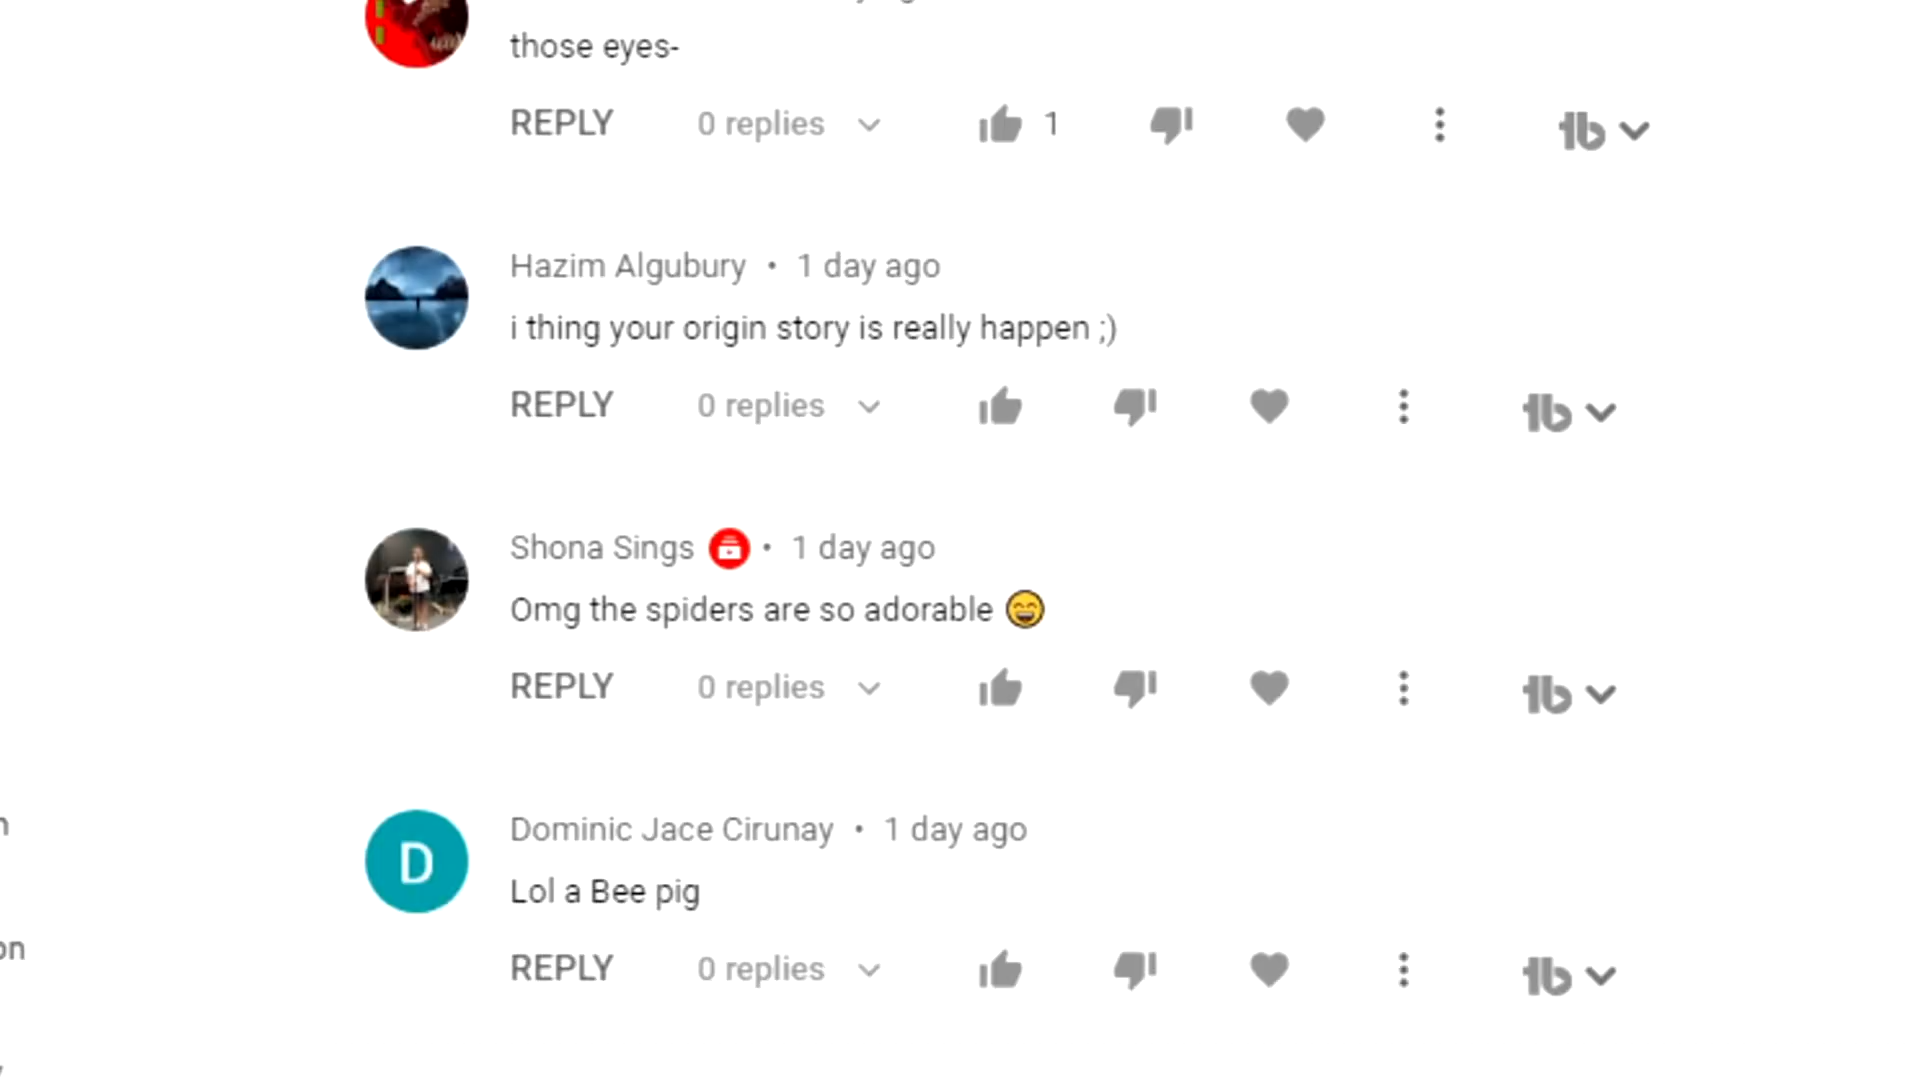 those eyes-
REPLY 0 replies 1
Hazim Algubury • 1 day ago
i thing your origin story is really happen ;)
REPLY 0 replies
Shona Sings • 1 day ago
Omg the spiders are so adorable 😄
REPLY 0 replies
Dominic Jace Cirunay • 1 day ago
D
Lol a Bee pig
on
REPLY 0 replies